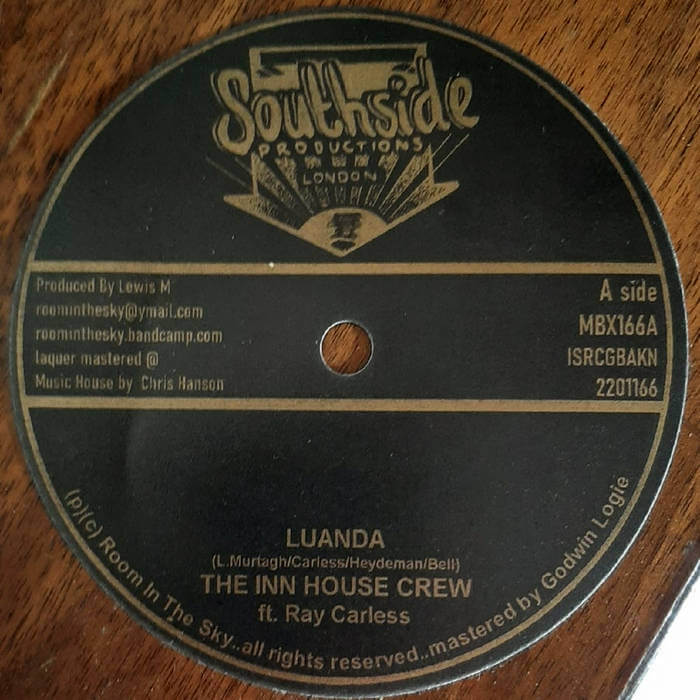 Southside
PRODUCTIONS
LONDON
Produced By Lewis M
roominthesky@ymail.com
roominthesky.bandcamp.com
laquer mastered @
Music House by Chris Hanson
A side
MBX166A
ISRCGBAKN
2201166
LUANDA
(L.Murtagh/Carless/Heydeman/Bell)
THE INN HOUSE CREW
ft. Ray Carless
(p)(c) Room In The Sky..all rights reserved..mastered by Godwin Logie